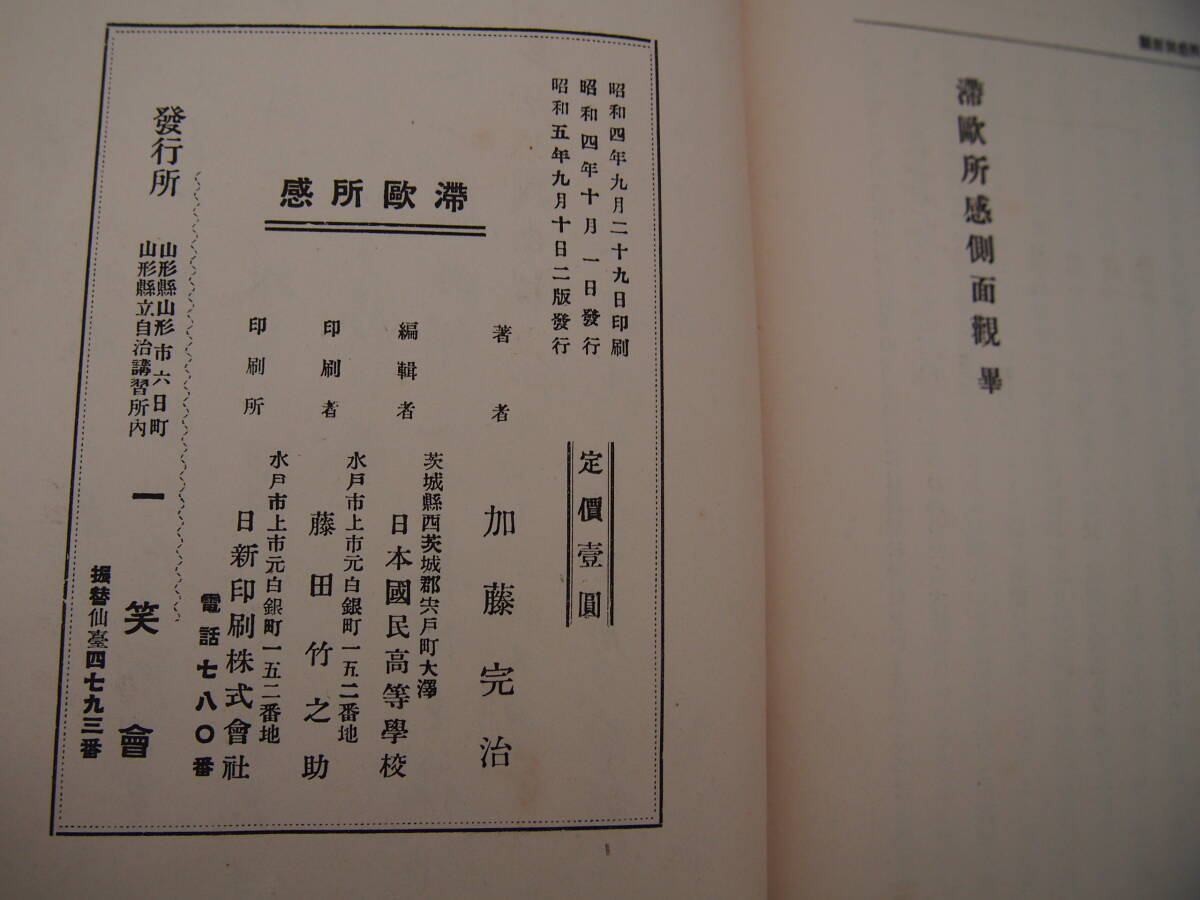 滯歐所感側面觀 畢
昭和四年九月二十九日印刷
昭和四年十月一日發行
昭和五年九月十日二版發行
定價壹圓
滯歐所感
著者 加藤完治
茨城縣西茨城郡宍戸町大澤
編輯者 日本國民高等學校
水戸市上市元白銀町一五二番地
印刷者 藤田竹之助
水戸市上市元白銀町一五二番地
印刷所 日新印刷株式會社
電話七八〇番
發行所
山形縣山形市六日町
山形縣立自治講習所內
一笑會
振替仙臺四七九三番